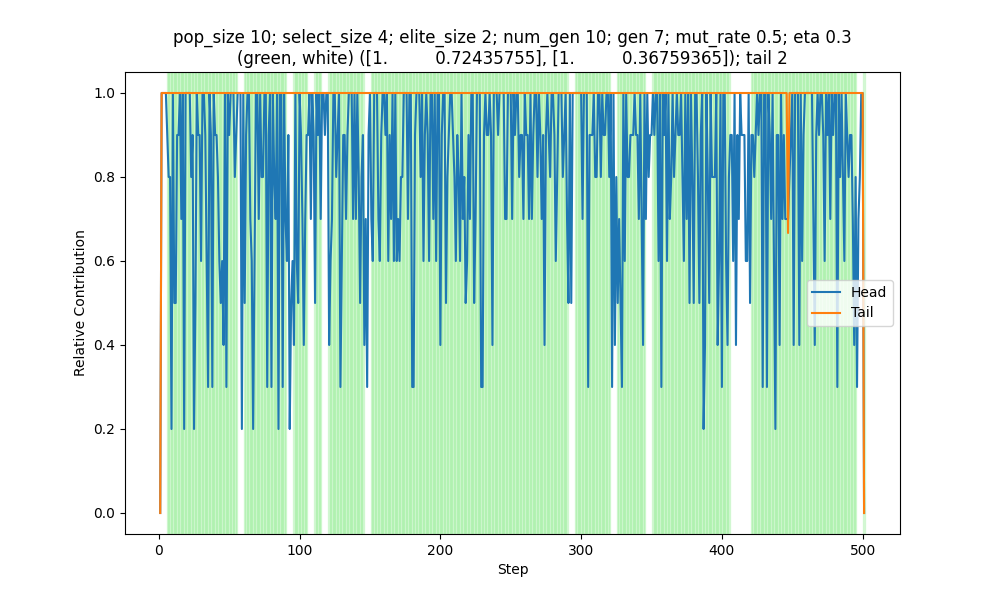 pop_size 10; select_size 4; elite_size 2; num_gen 10; gen 7; mut_rate 0.5; eta 0.3
(green, white) ([1.          0.72435755], [1.          0.36759365]); tail 2
1.0
0.8
0.6
0.4
0.2
0.0
Relative Contribution
Head
Tail
0
100
200
300
400
500
Step